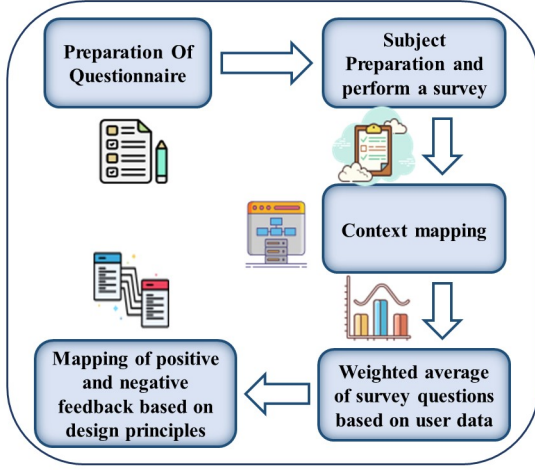 Preparation Of
Questionnaire
Subject
Preparation and
perform a survey
Context mapping
Weighted average
of survey questions
based on user data
Mapping of positive
and negative
feedback based on
design principles